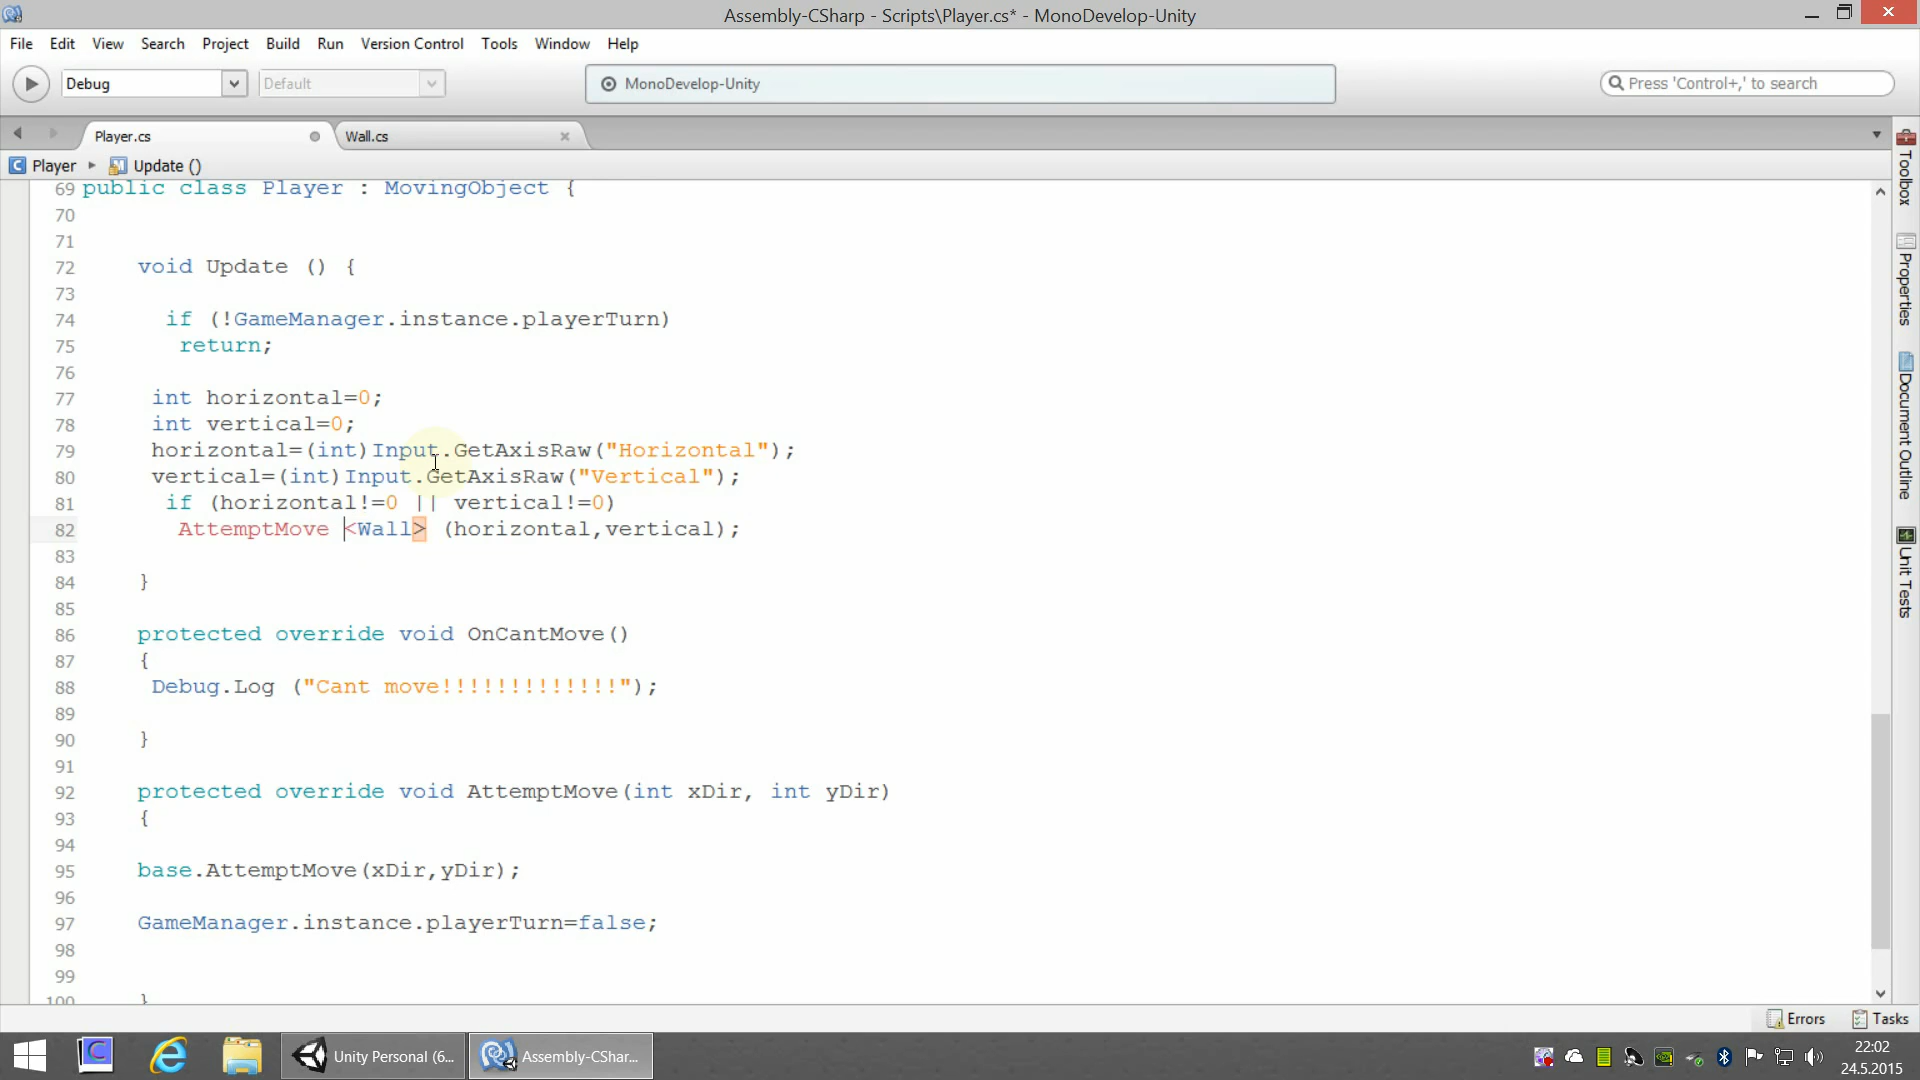 Assembly-CSharp - Scripts\Player.cs* - MonoDevelop-Unity
File Edit View Search Project Build Run Version Control Tools Window Help
Debug Default MonoDevelop-Unity Press 'Control+,' to search
Player.cs Wall.cs
Player Update ()
69 public class Player : MovingObject {
70
71
72 void Update () {
73
74 if (!GameManager.instance.playerTurn)
75 return;
76
77 int horizontal=0;
78 int vertical=0;
79 horizontal=(int)Input.GetAxisRaw("Horizontal");
80 vertical=(int)Input.GetAxisRaw("Vertical");
81 if (horizontal!=0 || vertical!=0)
82 AttemptMove <Wall> (horizontal,vertical);
83
84 }
85
86 protected override void OnCantMove()
87 {
88 Debug.Log ("Cant move!!!!!!!!!!!!!");
89
90 }
91
92 protected override void AttemptMove(int xDir, int yDir)
93 {
94
95 base.AttemptMove(xDir,yDir);
96
97 GameManager.instance.playerTurn=false;
98
99
100 }
Toolbox
Properties
Document Outline
Unit Tests
Errors Tasks
Unity Personal (6... Assembly-CShar...
22:02
24.5.2015